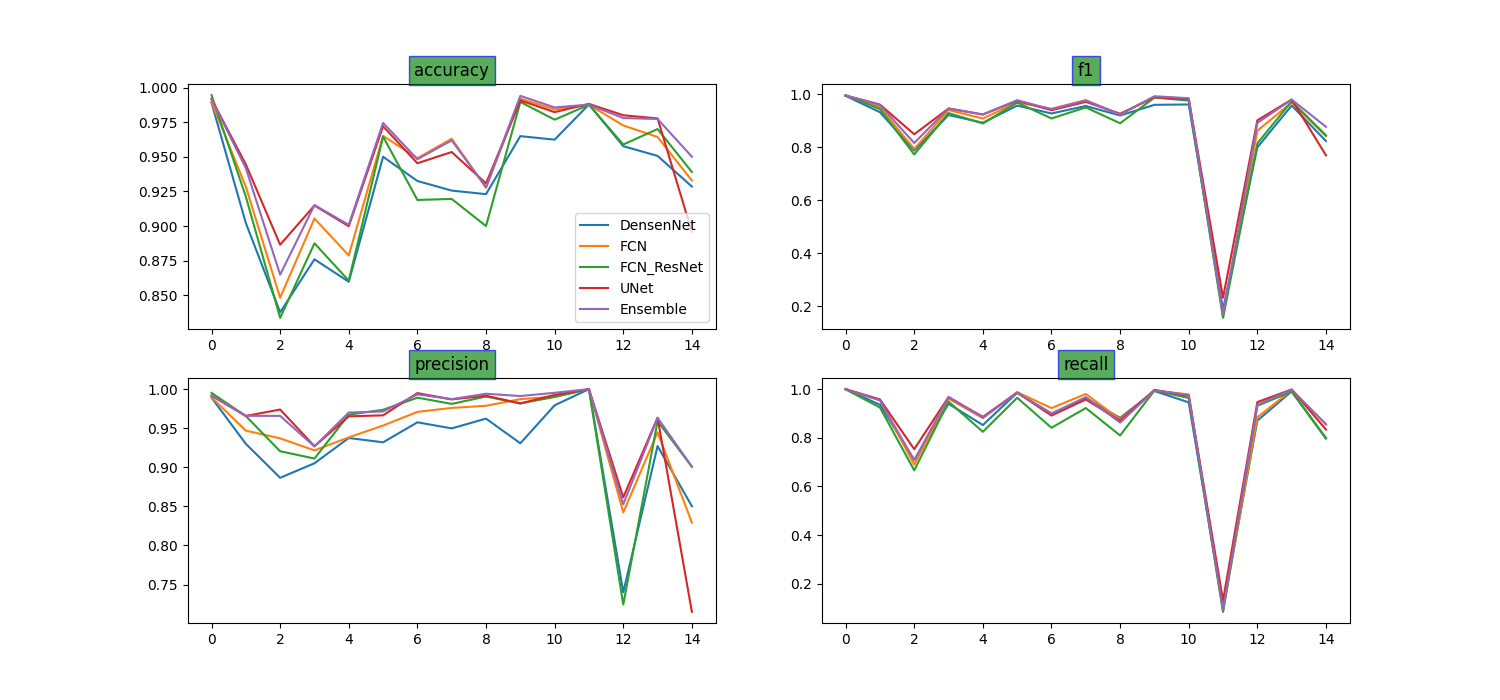 accuracy
1.000
0.975
0.950
0.925
0.900
0.875
0.850
0 2 4 6 8 10 12 14
DensenNet
FCN
FCN_ResNet
UNet
Ensemble
f1
1.0
0.8
0.6
0.4
0.2
0 2 4 6 8 10 12 14
precision
1.00
0.95
0.90
0.85
0.80
0.75
0 2 4 6 8 10 12 14
recall
1.0
0.8
0.6
0.4
0.2
0 2 4 6 8 10 12 14